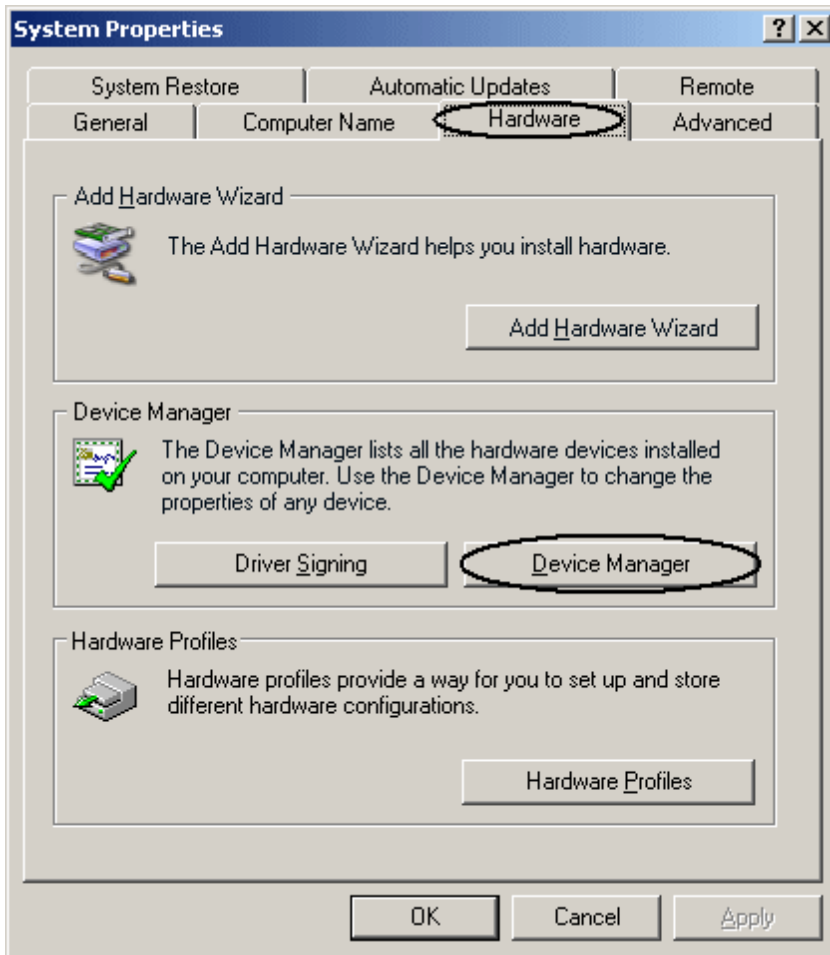 System Properties
System Restore Automatic Updates Remote
General Computer Name Hardware Advanced
Add Hardware Wizard
The Add Hardware Wizard helps you install hardware.
Add Hardware Wizard
Device Manager
The Device Manager lists all the hardware devices installed
on your computer. Use the Device Manager to change the
properties of any device.
Driver Signing Device Manager
Hardware Profiles
Hardware profiles provide a way for you to set up and store
different hardware configurations.
Hardware Profiles
OK Cancel Apply